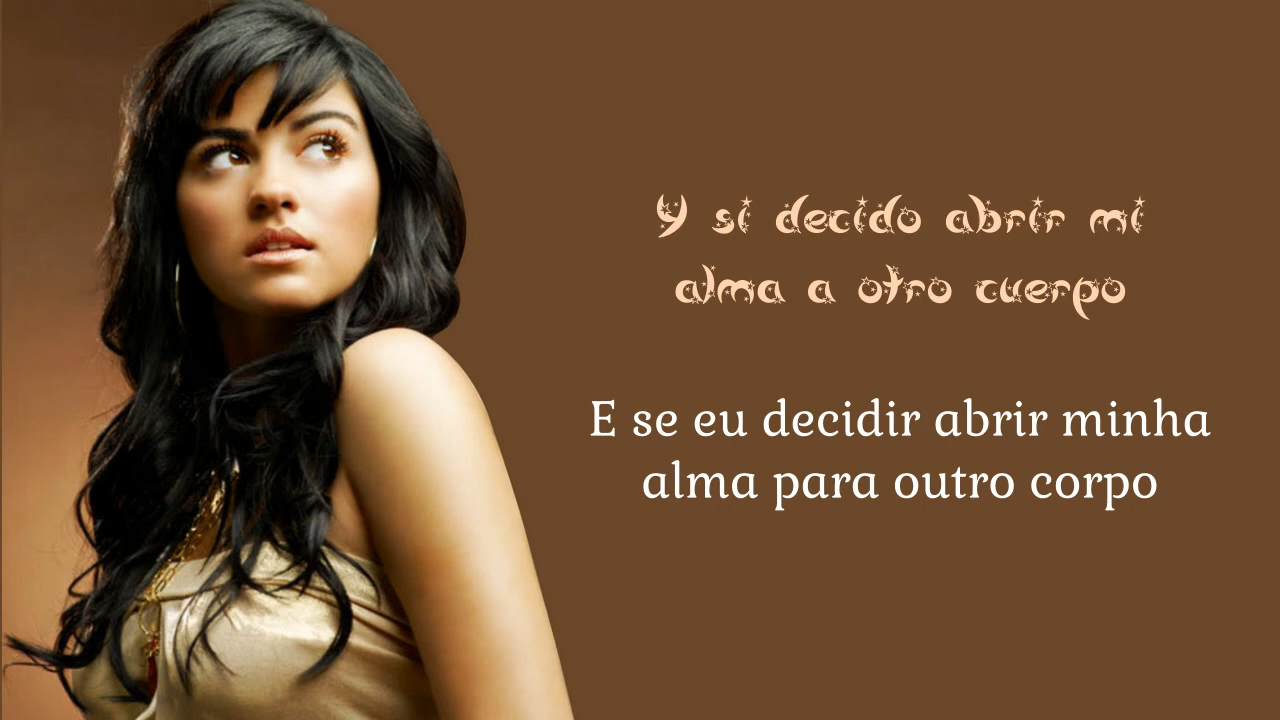 Y si decido abrir mi
alma a otro cuerpo
E se eu decidir abrir minha
alma para outro corpo